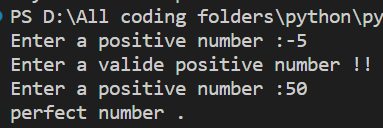 PS D:\All coding folders\python\py
Enter a positive number :-5
Enter a valide positive number !!
Enter a positive number :50
perfect number .